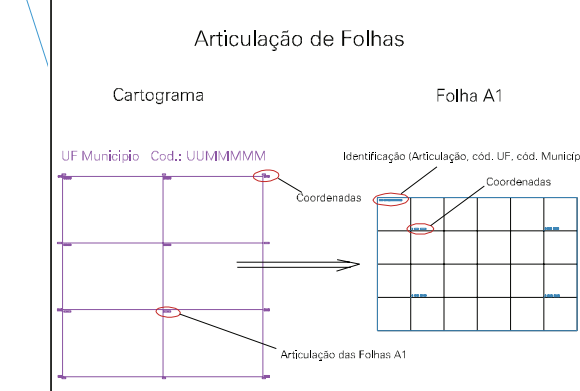 Articulação de Folhas
Cartograma
Folha A1
UF Municipio Cod.: UUMMMMM
Identificação (Articulação, cód. UF, cód. Municíp
Coordenadas
Coordenadas
Articulação das Folhas A1